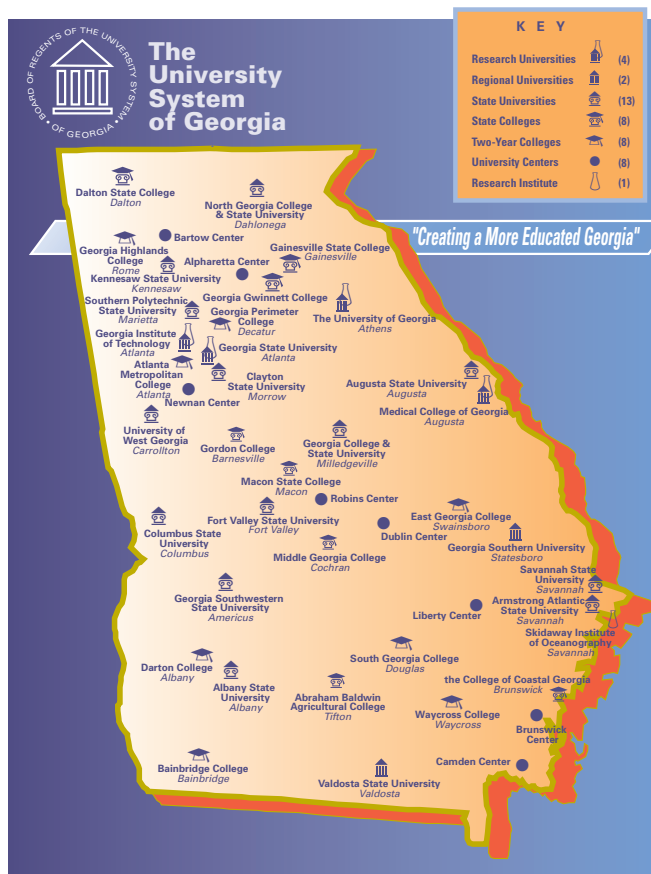 BOARD OF REGENTS OF THE UNIVERSITY SYSTEM • OF GEORGIA •
The
University
System
of Georgia
KEY
Research Universities (4)
Regional Universities (2)
State Universities (13)
State Colleges (8)
Two-Year Colleges (8)
University Centers (8)
Research Institute (1)
"Creating a More Educated Georgia"
Dalton State College
Dalton
North Georgia College
& State University
Dahlonega
Bartow Center
Georgia Highlands
College
Rome
Gainesville State College
Gainesville
Alpharetta Center
Kennesaw State University
Kennesaw
Georgia Gwinnett College
Southern Polytechnic
State University
Marietta
Georgia Perimeter
College
Decatur
The University of Georgia
Athens
Georgia Institute
of Technology
Atlanta
Georgia State University
Atlanta
Atlanta
Metropolitan
College
Atlanta
Clayton
State University
Morrow
Newnan Center
Augusta State University
Augusta
Medical College of Georgia
Augusta
University of
West Georgia
Carrollton
Gordon College
Barnesville
Georgia College &
State University
Milledgeville
Macon State College
Macon
Robins Center
Fort Valley State University
Fort Valley
East Georgia College
Swainsboro
Dublin Center
Columbus State
University
Columbus
Middle Georgia College
Cochran
Georgia Southern University
Statesboro
Savannah State
University
Savannah
Georgia Southwestern
State University
Americus
Armstrong Atlantic
State University
Savannah
Liberty Center
Skidaway Institute
of Oceanography
Savannah
South Georgia College
Douglas
Darton College
Albany
Albany State
University
Albany
the College of Coastal Georgia
Brunswick
Abraham Baldwin
Agricultural College
Tifton
Waycross College
Waycross
Brunswick
Center
Camden Center
Bainbridge College
Bainbridge
Valdosta State University
Valdosta